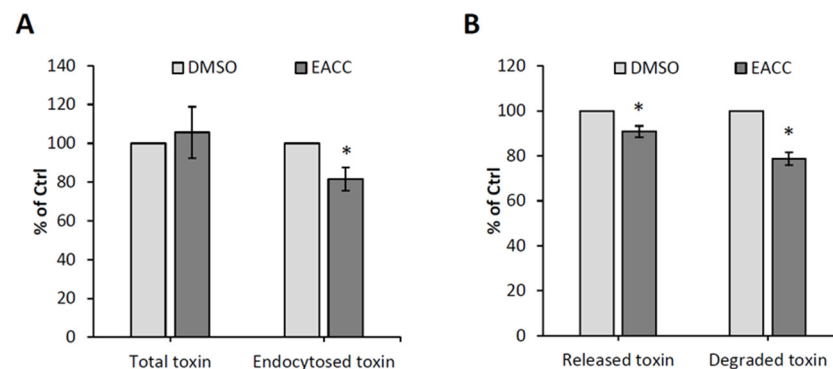 A
% of Ctrl
140
120
100
80
60
40
20
0
DMSO EACC
*
Total toxin Endocytosed toxin
B
% of Ctrl
120
100
80
60
40
20
0
DMSO EACC
*
*
Released toxin Degraded toxin